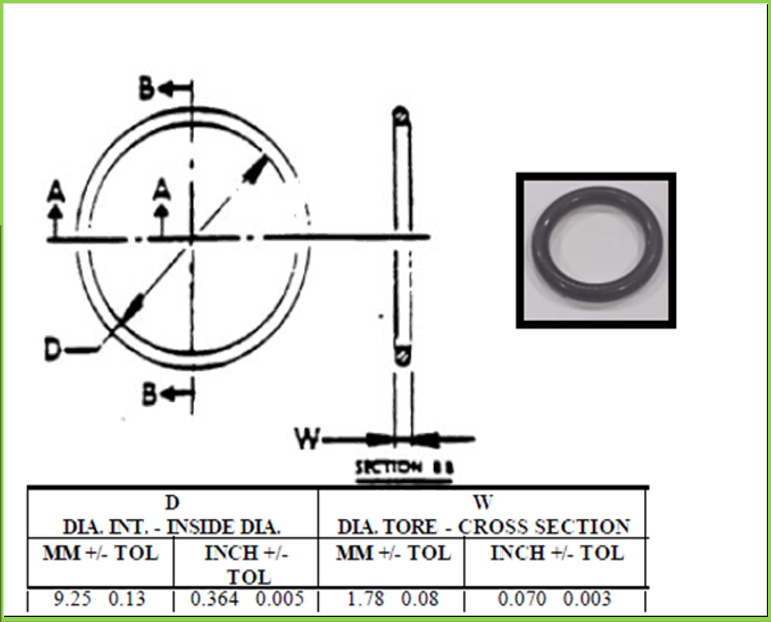 B
A A
D
B
W
SECTION B B
D W
DIA. INT. - INSIDE DIA. DIA. TORE - CROSS SECTION
MM +/- TOL INCH +/- TOL MM +/- TOL INCH +/- TOL
9.25 0.13 0.364 0.005 1.78 0.08 0.070 0.003